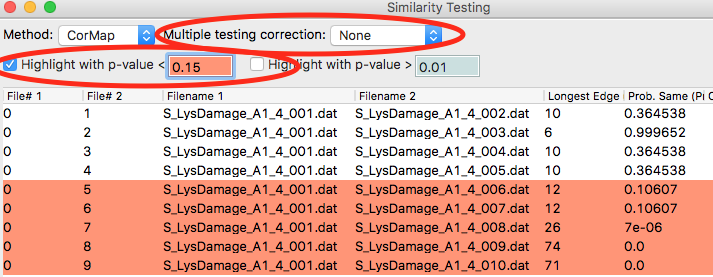 Similarity Testing
Method: CorMap Multiple testing correction: None
Highlight with p-value < 0.15 Highlight with p-value > 0.01
File# 1 File# 2 Filename 1 Filename 2 Longest Edge Prob. Same (Pr C
0 1 S_LysDamage_A1_4_001.dat S_LysDamage_A1_4_002.dat 10 0.364538
0 2 S_LysDamage_A1_4_001.dat S_LysDamage_A1_4_003.dat 6 0.999652
0 3 S_LysDamage_A1_4_001.dat S_LysDamage_A1_4_004.dat 10 0.364538
0 4 S_LysDamage_A1_4_001.dat S_LysDamage_A1_4_005.dat 10 0.364538
0 5 S_LysDamage_A1_4_001.dat S_LysDamage_A1_4_006.dat 12 0.10607
0 6 S_LysDamage_A1_4_001.dat S_LysDamage_A1_4_007.dat 12 0.10607
0 7 S_LysDamage_A1_4_001.dat S_LysDamage_A1_4_008.dat 26 7e-06
0 8 S_LysDamage_A1_4_001.dat S_LysDamage_A1_4_009.dat 74 0.0
0 9 S_LysDamage_A1_4_001.dat S_LysDamage_A1_4_010.dat 71 0.0